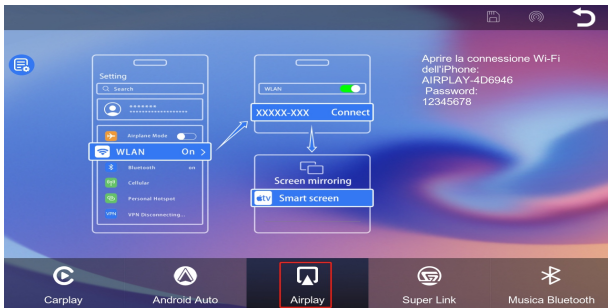 Setting
Search
*******
******************
Airplane Mode
WLAN On >
Bluetooth on
Cellular
Personal Hotspot
VPN VPN Disconnecting...
WLAN
XXXXX-XXX Connect
Screen mirroring
tv Smart screen
Aprire la connessione Wi-Fi
dell'iPhone:
AIRPLAY-4D6946
Password:
12345678
Carplay
Android Auto
Airplay
Super Link
Musica Bluetooth